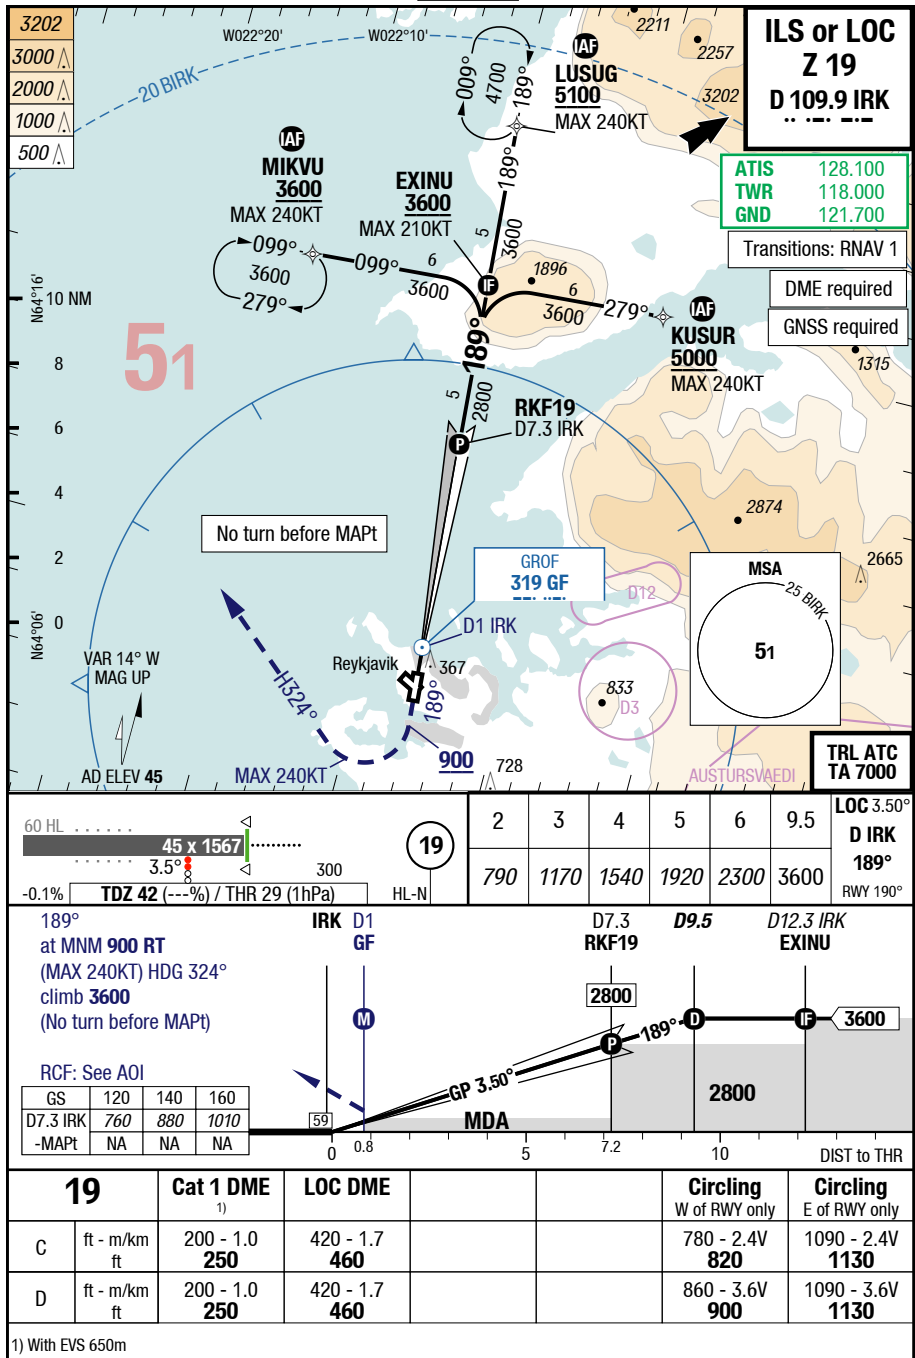 3202
3000
2000
1000
500
W022°20'
W022°10'
20 BIRK
2211
2257
3202
ILS or LOC
Z 19
D 109.9 IRK
ATIS 128.100
TWR 118.000
GND 121.700
Transitions: RNAV 1
DME required
GNSS required
IAF
LUSUG
5100
MAX 240KT
009°
4700
189°
189°
5
3600
IAF
MIKVU
3600
MAX 240KT
EXINU
3600
MAX 210KT
099°
3600
279°
099°
6
3600
IF
1896
6
3600
279°
IAF
KUSUR
5000
MAX 240KT
1315
N64°16'
10 NM
8
6
4
2
0
N64°06'
51
189°
5
2800
RKF19
D7.3 IRK
P
No turn before MAPt
2874
2665
GROF
319 GF
D12
D1 IRK
MSA
25 BIRK
51
VAR 14° W
MAG UP
Reykjavik
367
H324°
189°
833
D3
900
MAX 240KT
728
AD ELEV 45
AUSTURSVAEDI
TRL ATC
TA 7000
60 HL
45 x 1567
3.5°
300
-0.1%
TDZ 42 (---%) / THR 29 (1hPa)
HL-N
19
2 3 4 5 6 9.5
790 1170 1540 1920 2300 3600
LOC 3.50°
D IRK
189°
RWY 190°
189°
at MNM 900 RT
(MAX 240KT) HDG 324°
climb 3600
(No turn before MAPt)
RCF: See AOI
GS 120 140 160
D7.3 IRK 760 880 1010
-MAPt NA NA NA
IRK D1 D7.3 D9.5 D12.3 IRK
GF RKF19 EXINU
2800
M
P
189°
D
IF
3600
GP 3.50°
2800
59
MDA
0 0.8 5 7.2 10 DIST to THR
19 Cat 1 DME LOC DME Circling Circling
1) W of RWY only E of RWY only
C ft - m/km 200 - 1.0 420 - 1.7 780 - 2.4V 1090 - 2.4V
ft 250 460 820 1130
D ft - m/km 200 - 1.0 420 - 1.7 860 - 3.6V 1090 - 3.6V
ft 250 460 900 1130
1) With EVS 650m